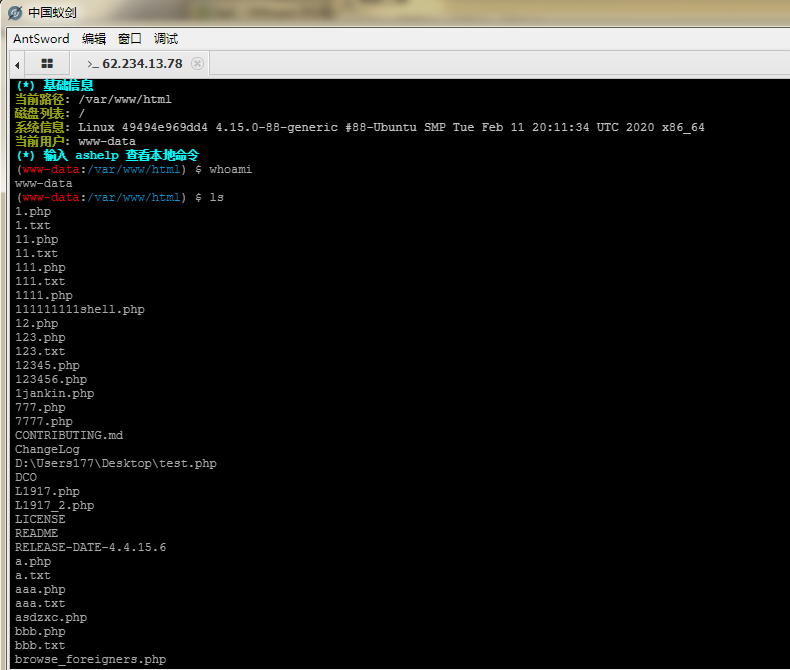 中国蚁剑
AntSword 编辑 窗口 调试
>_ 62.234.13.78
(*) 基础信息
当前路径: /var/www/html
磁盘列表: /
系统信息: Linux 49494e969dd4 4.15.0-88-generic #88-Ubuntu SMP Tue Feb 11 20:11:34 UTC 2020 x86_64
当前用户: www-data
(*) 输入 ashelp 查看本地命令
(www-data:/var/www/html) $ whoami
www-data
(www-data:/var/www/html) $ ls
1.php
1.txt
11.php
11.txt
111.php
111.txt
1111.php
111111111shell.php
12.php
123.php
123.txt
12345.php
123456.php
1jankin.php
777.php
7777.php
CONTRIBUTING.md
ChangeLog
D:\Users177\Desktop\test.php
DCO
L1917.php
L1917_2.php
LICENSE
README
RELEASE-DATE-4.4.15.6
a.php
a.txt
aaa.php
aaa.txt
asdzxc.php
bbb.php
bbb.txt
browse_foreigners.php